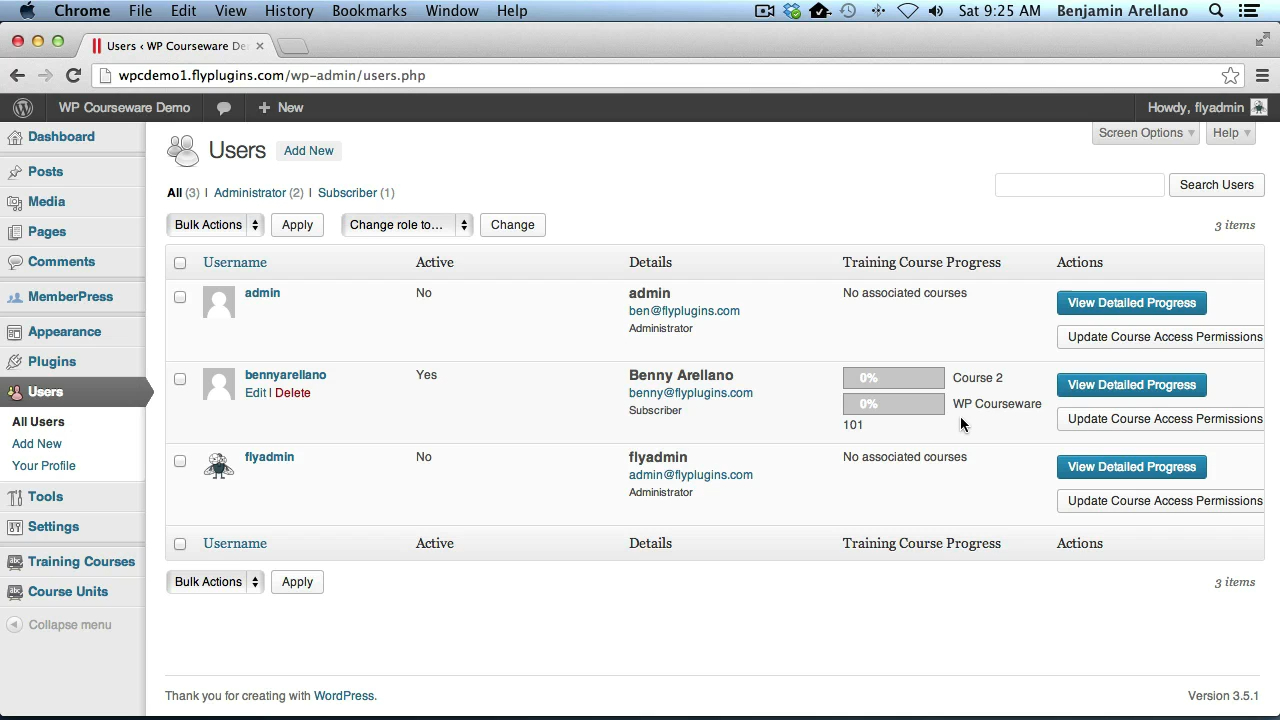 Chrome File Edit View History Bookmarks Window Help Sat 9:25 AM Benjamin Arellano
Users ‹ WP Courseware De
wpcdemo1.flyplugins.com/wp-admin/users.php
WP Courseware Demo + New Howdy, flyadmin
Dashboard
Posts
Media
Pages
Comments
MemberPress
Appearance
Plugins
Users
All Users
Add New
Your Profile
Tools
Settings
Training Courses
Course Units
Collapse menu
Screen Options Help
Users Add New
All (3) | Administrator (2) | Subscriber (1)
Search Users
Bulk Actions Apply Change role to... Change 3 items
Username Active Details Training Course Progress Actions
admin No admin No associated courses View Detailed Progress
ben@flyplugins.com
Administrator Update Course Access Permissions
bennyarellano Yes Benny Arellano 0% Course 2 View Detailed Progress
Edit | Delete benny@flyplugins.com 0% WP Courseware
Subscriber 101 Update Course Access Permissions
flyadmin No flyadmin No associated courses View Detailed Progress
admin@flyplugins.com
Administrator Update Course Access Permissions
Username Active Details Training Course Progress Actions
Bulk Actions Apply 3 items
Thank you for creating with WordPress. Version 3.5.1